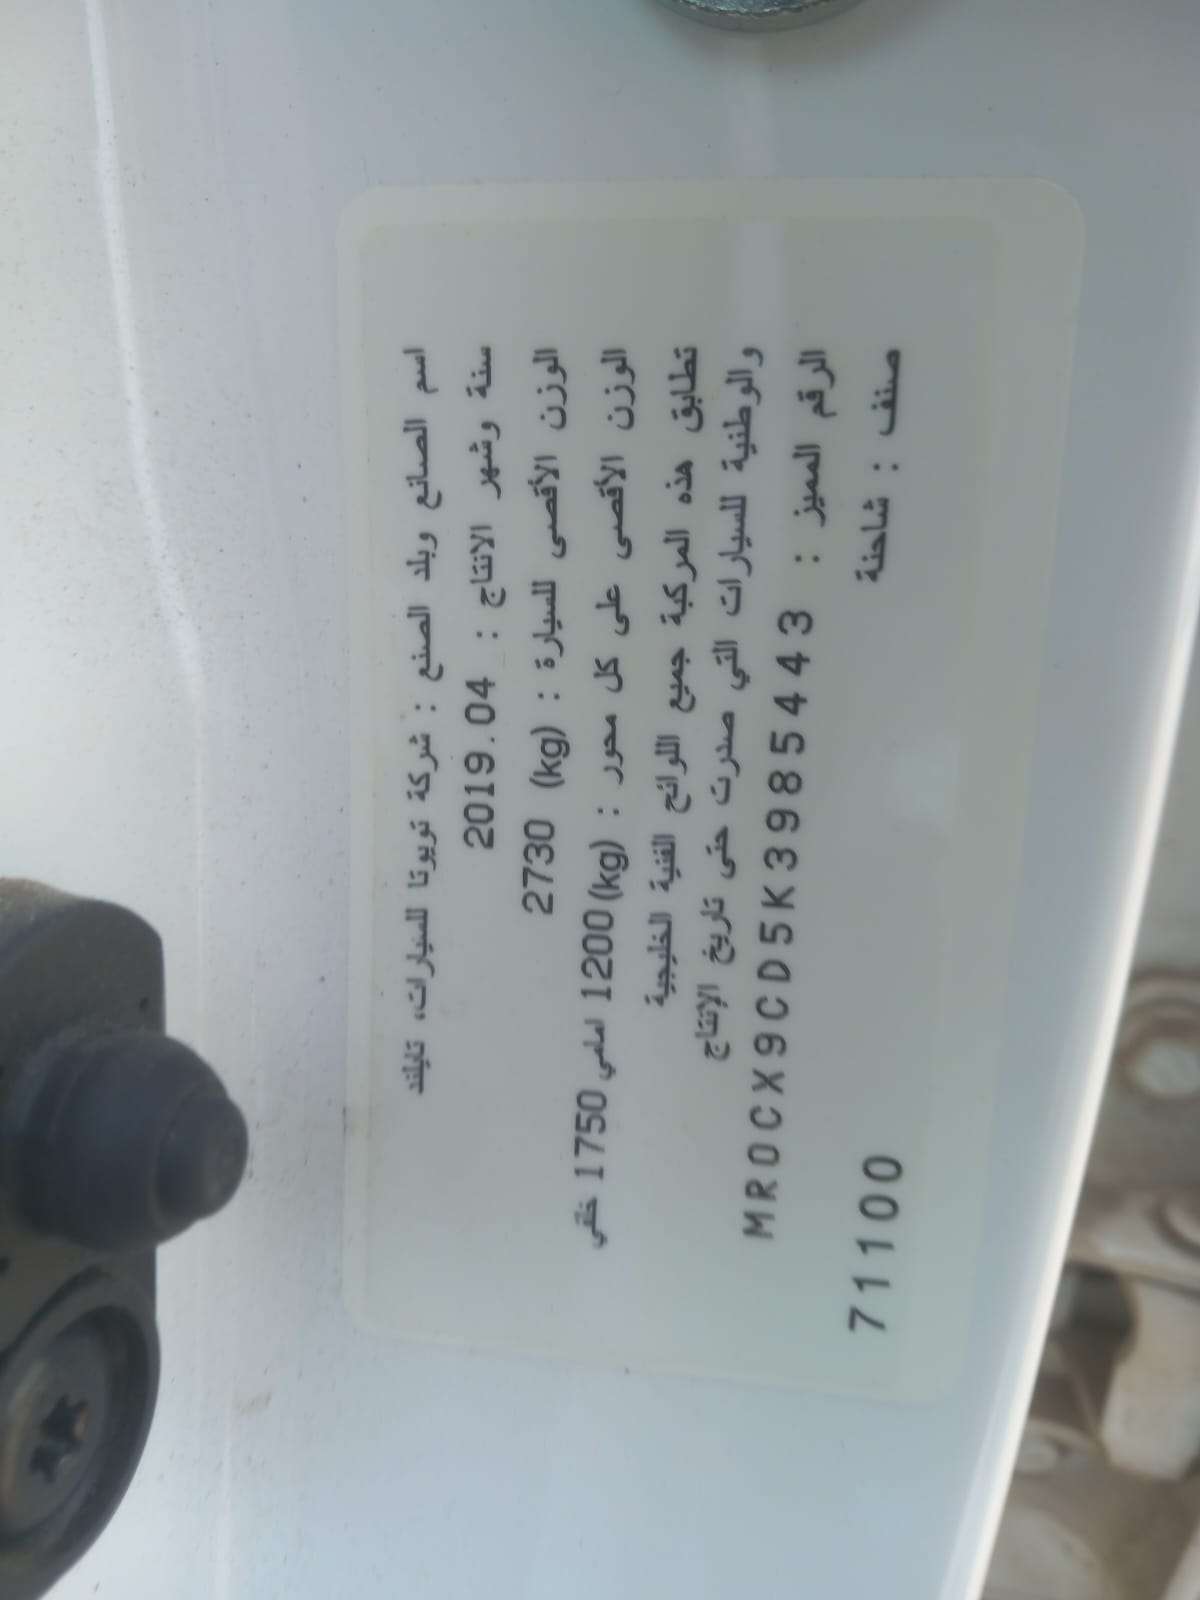 اسم الصانع وبلد الصنع : شركة تويوتا للسيارات، تايلند
سنة وشهر الانتاج : 2019.04
الوزن الأقصى للسيارة : (kg) 2730
الوزن الأقصى على كل محور : (kg) 1200 امامي 1750 خلفي
تطابق هذه المركبة جميع اللوائح الفنية الخليجية
والوطنية للسيارات التي صدرت حتى تاريخ الإنتاج
الرقم المميز : MR0CX9CD5K3985443
صنف : شاحنة 71100